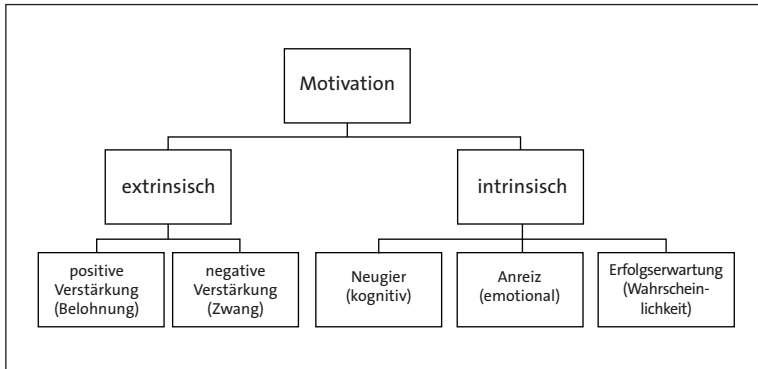 Motivation
extrinsisch
intrinsisch
positive
Verstärkung
(Belohnung)
negative
Verstärkung
(Zwang)
Neugier
(kognitiv)
Anreiz
(emotional)
Erfolgserwartung
(Wahrschein-
lichkeit)